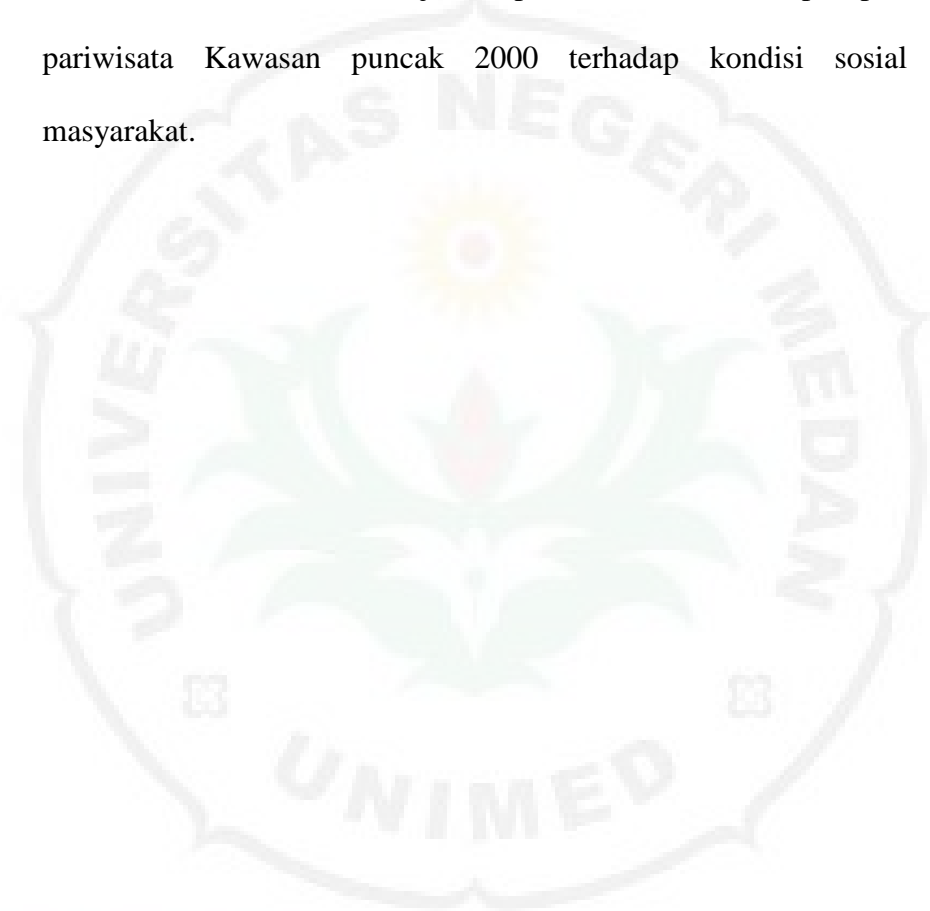 pariwisata Kawasan puncak 2000 terhadap kondisi sosial
masyarakat.
UNIVERSITAS NEGERI MEDAN
UNIMED